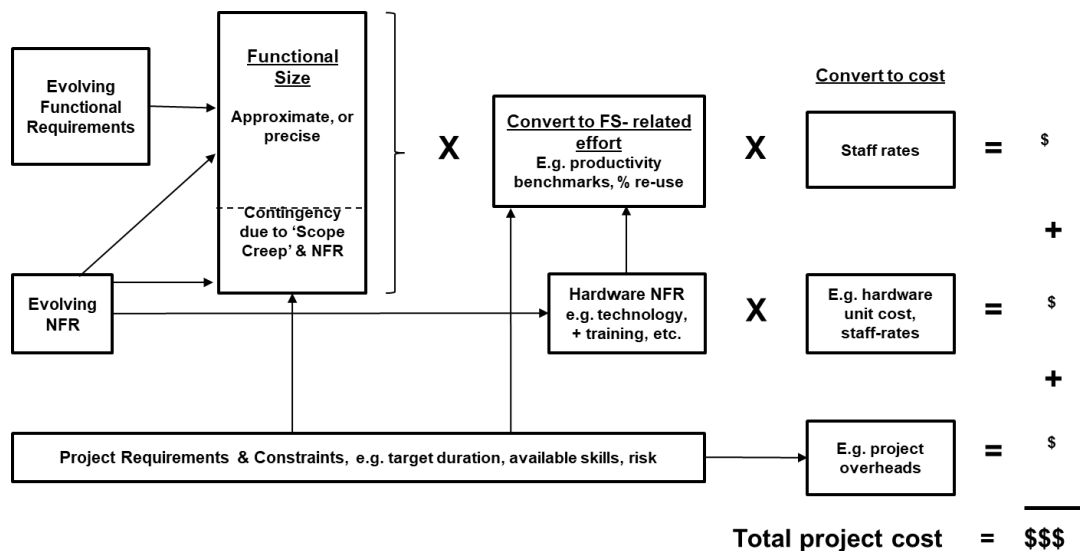 Evolving
Functional
Requirements
Functional
Size
Approximate, or
precise
Contingency
due to ‘Scope
Creep’ & NFR
X
Convert to FS- related
effort
E.g. productivity
benchmarks, % re-use
X
Convert to cost
Staff rates
=
$
+
Evolving
NFR
Hardware NFR
e.g. technology,
+ training, etc.
X
E.g. hardware
unit cost,
staff-rates
=
$
+
Project Requirements & Constraints, e.g. target duration, available skills, risk
E.g. project
overheads
=
$
Total project cost = $$$